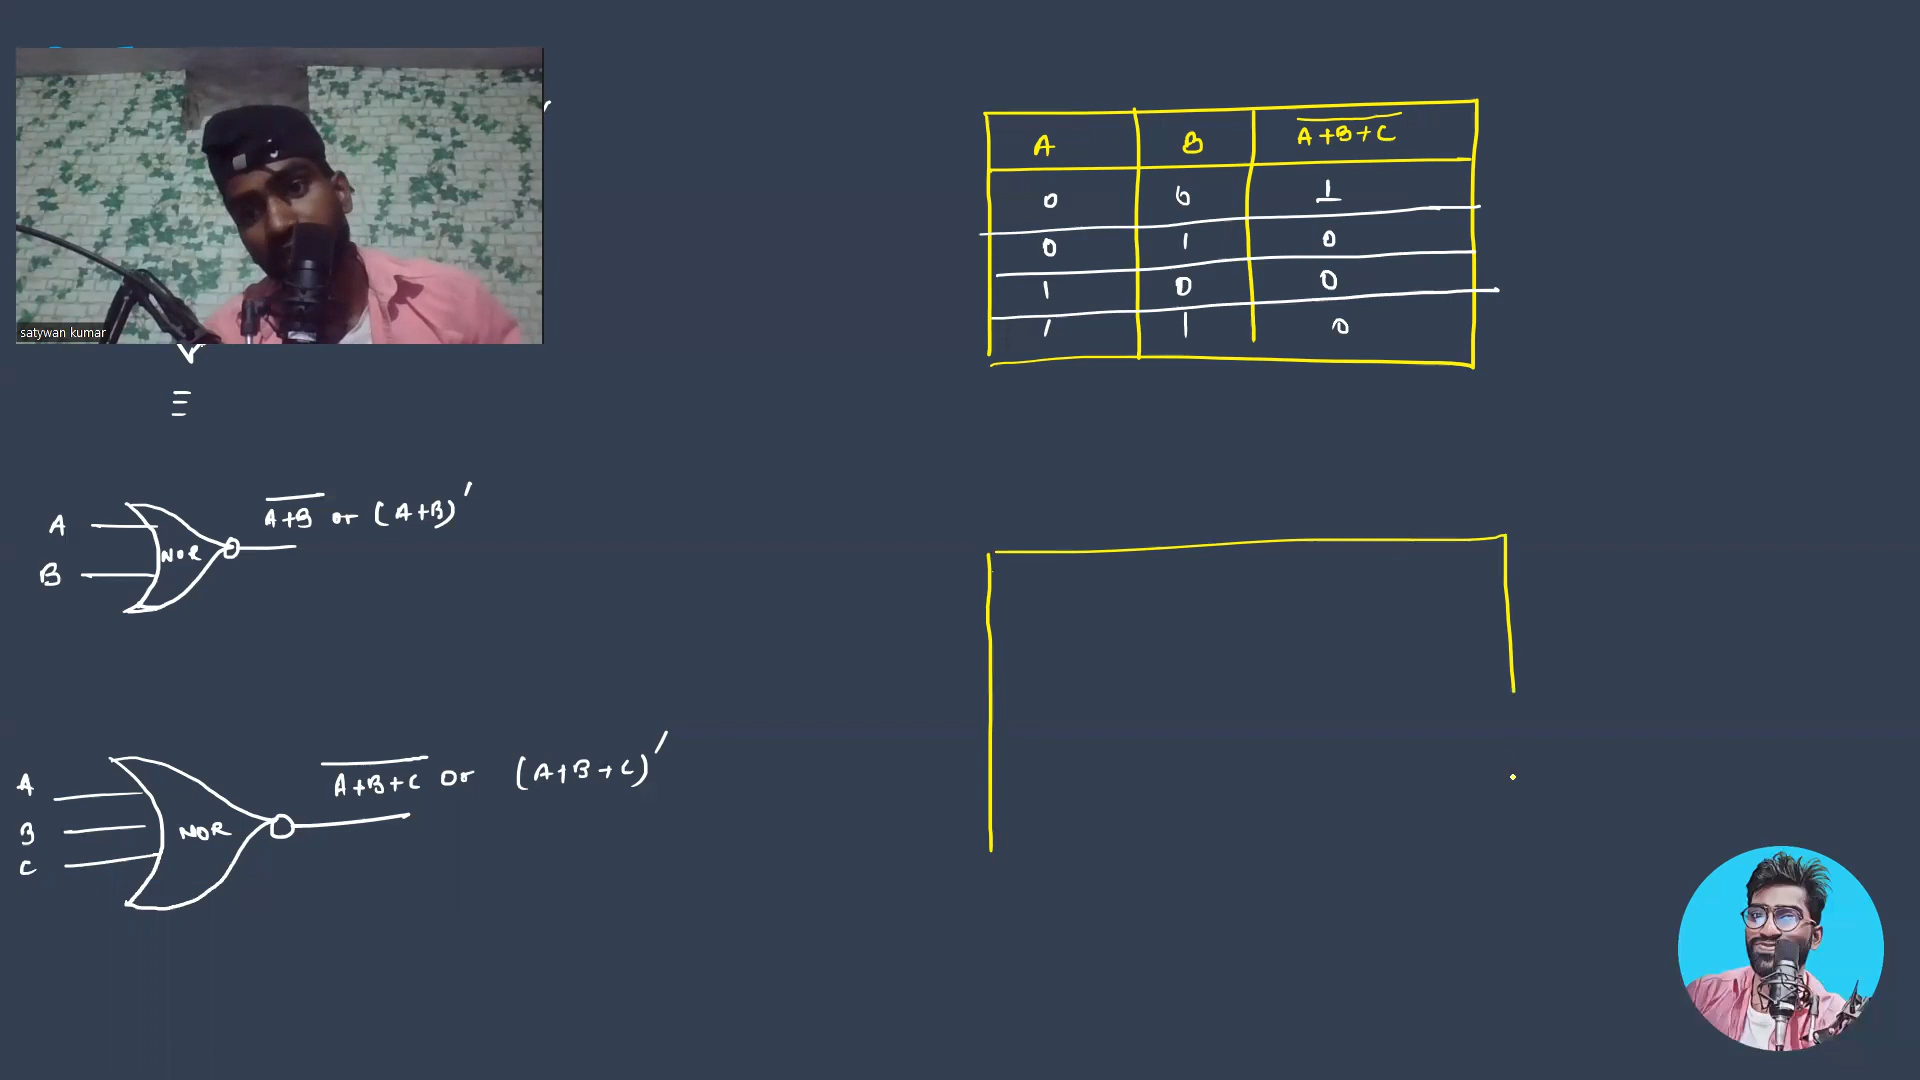 satywan kumar
A B A+B+C
0 0 1
0 1 0
1 0 0
1 1 0
A+B or (A+B)'
A
NOR
B
A+B+C or (A+B+C)'
A
B
NOR
C